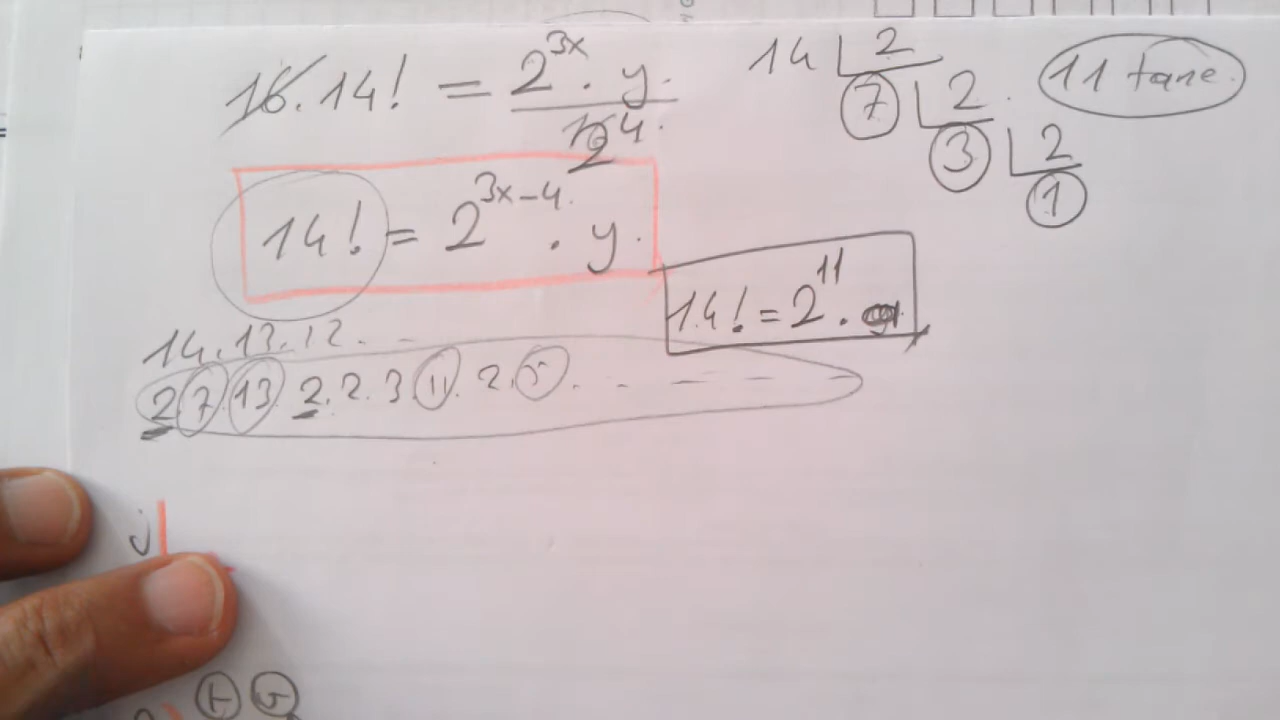 16.14! = 2^{3x}.y.
16 2^4.
14! = 2^{3x-4}.y.
14 | 2
7 | 2
3 | 2
1
11 tane.
14! = 2^{11}.
14.13.12. -
2 7 13 2.2.3 11. 2.5. - - - - -